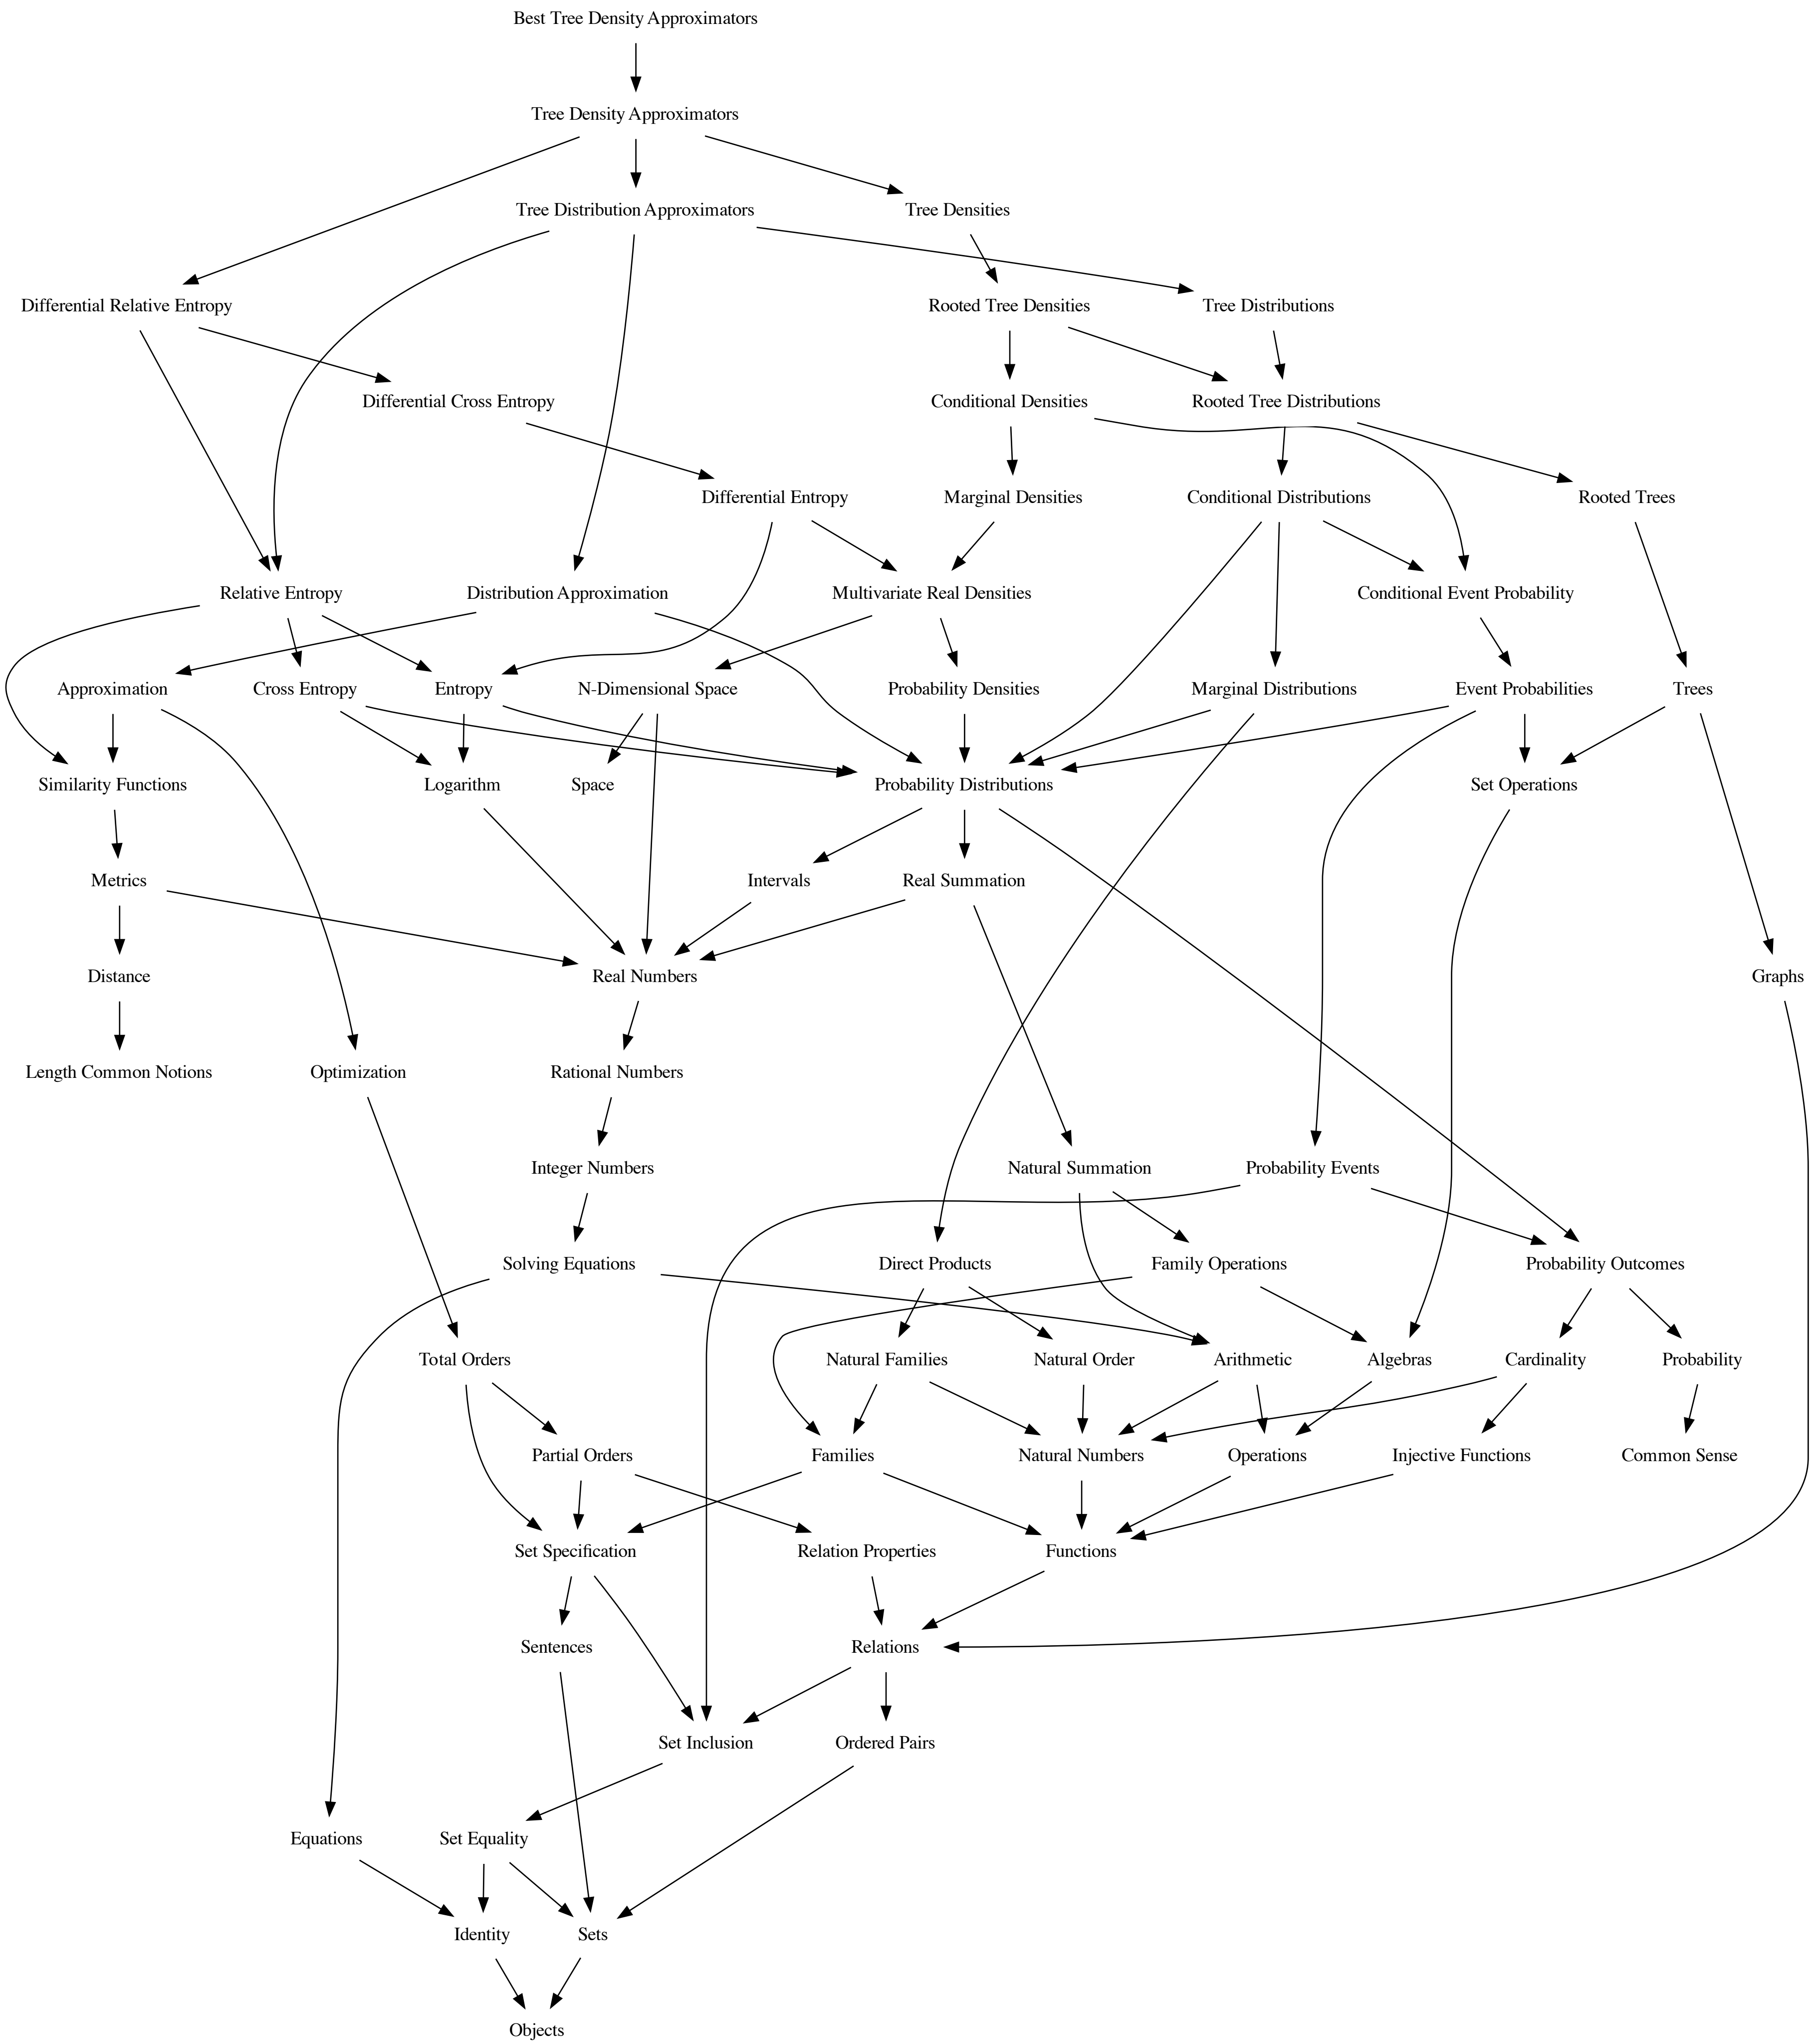 Best Tree Density Approximators
Tree Density Approximators
Tree Distribution Approximators
Tree Densities
Differential Relative Entropy
Rooted Tree Densities
Tree Distributions
Differential Cross Entropy
Conditional Densities
Rooted Tree Distributions
Differential Entropy
Marginal Densities
Conditional Distributions
Rooted Trees
Relative Entropy
Distribution Approximation
Multivariate Real Densities
Conditional Event Probability
Approximation
Cross Entropy
Entropy
N-Dimensional Space
Probability Densities
Marginal Distributions
Event Probabilities
Trees
Similarity Functions
Logarithm
Space
Probability Distributions
Set Operations
Metrics
Intervals
Real Summation
Distance
Real Numbers
Graphs
Length Common Notions
Optimization
Rational Numbers
Integer Numbers
Natural Summation
Probability Events
Solving Equations
Direct Products
Family Operations
Probability Outcomes
Total Orders
Natural Families
Natural Order
Arithmetic
Algebras
Cardinality
Probability
Partial Orders
Families
Natural Numbers
Operations
Injective Functions
Common Sense
Set Specification
Relation Properties
Functions
Sentences
Relations
Set Inclusion
Ordered Pairs
Equations
Set Equality
Identity
Sets
Objects